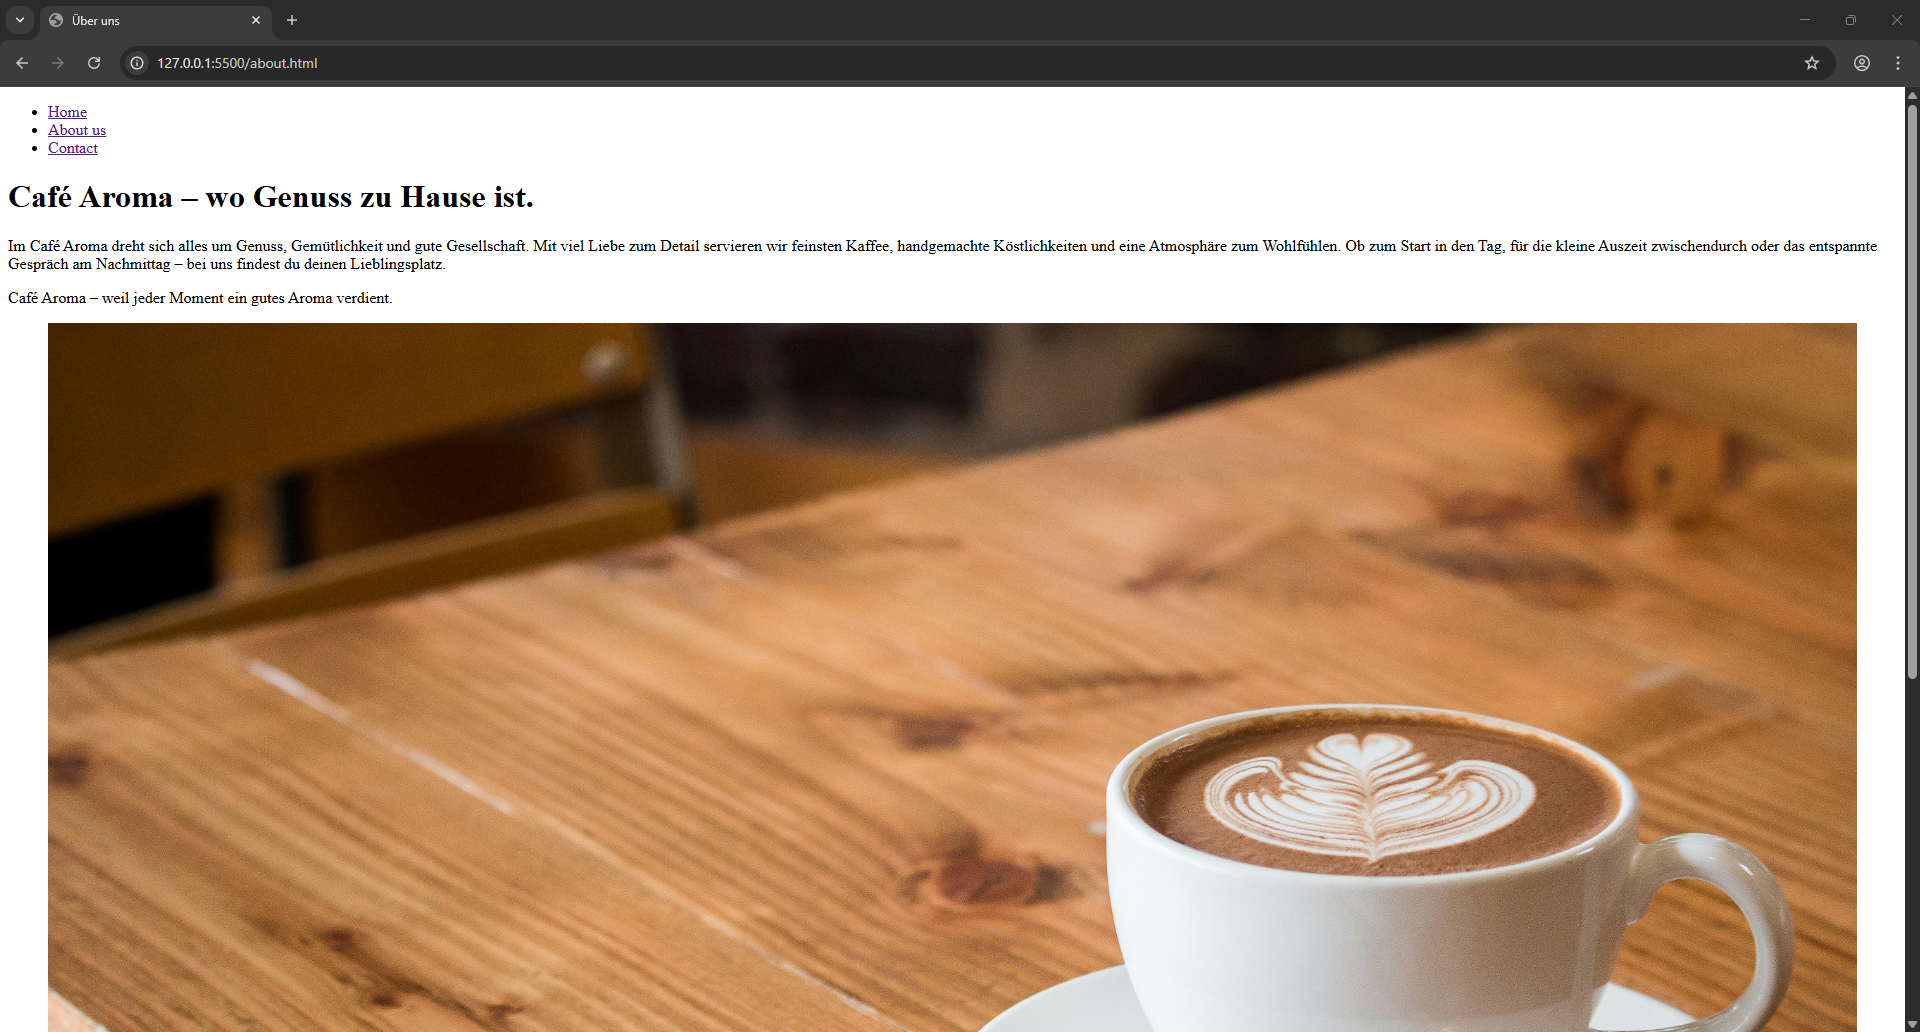 Über uns
127.0.0.1:5500/about.html
Home
About us
Contact
Café Aroma – wo Genuss zu Hause ist.
Im Café Aroma dreht sich alles um Genuss, Gemütlichkeit und gute Gesellschaft. Mit viel Liebe zum Detail servieren wir feinsten Kaffee, handgemachte Köstlichkeiten und eine Atmosphäre zum Wohlfühlen. Ob zum Start in den Tag, für die kleine Auszeit zwischendurch oder das entspannte
Gespräch am Nachmittag – bei uns findest du deinen Lieblingsplatz.
Café Aroma – weil jeder Moment ein gutes Aroma verdient.